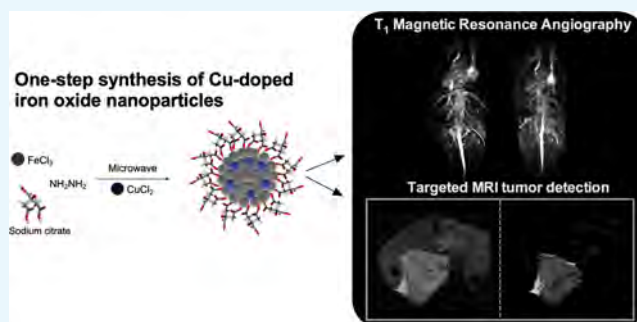 T₁ Magnetic Resonance Angiography
One-step synthesis of Cu-doped
iron oxide nanoparticles
FeCl₃
NH₂NH₂
Sodium citrate
Microwave
CuCl₂
Targeted MRI tumor detection